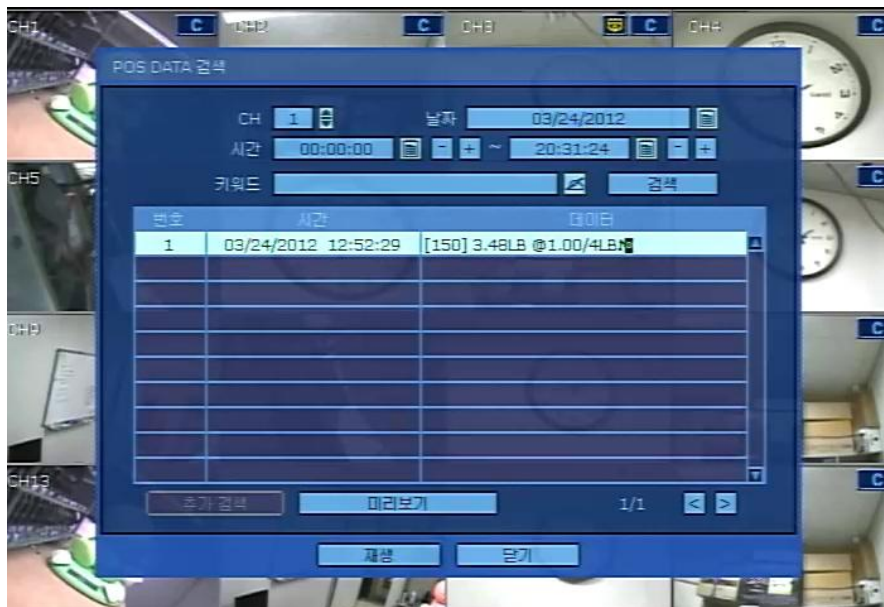 CH1 C CH2 C CH3 C CH4 C
POS DATA 검색
CH 1 날짜 03/24/2012
시간 00:00:00 - + ~ 20:31:24 - +
CH5 C
키워드 검색
번호 시간 데이터
1 03/24/2012 12:52:29 [150] 3.48LB @1.00/4LB
CH9 C
CH13 C
추가 검색 미리보기 1/1 < >
재생 닫기